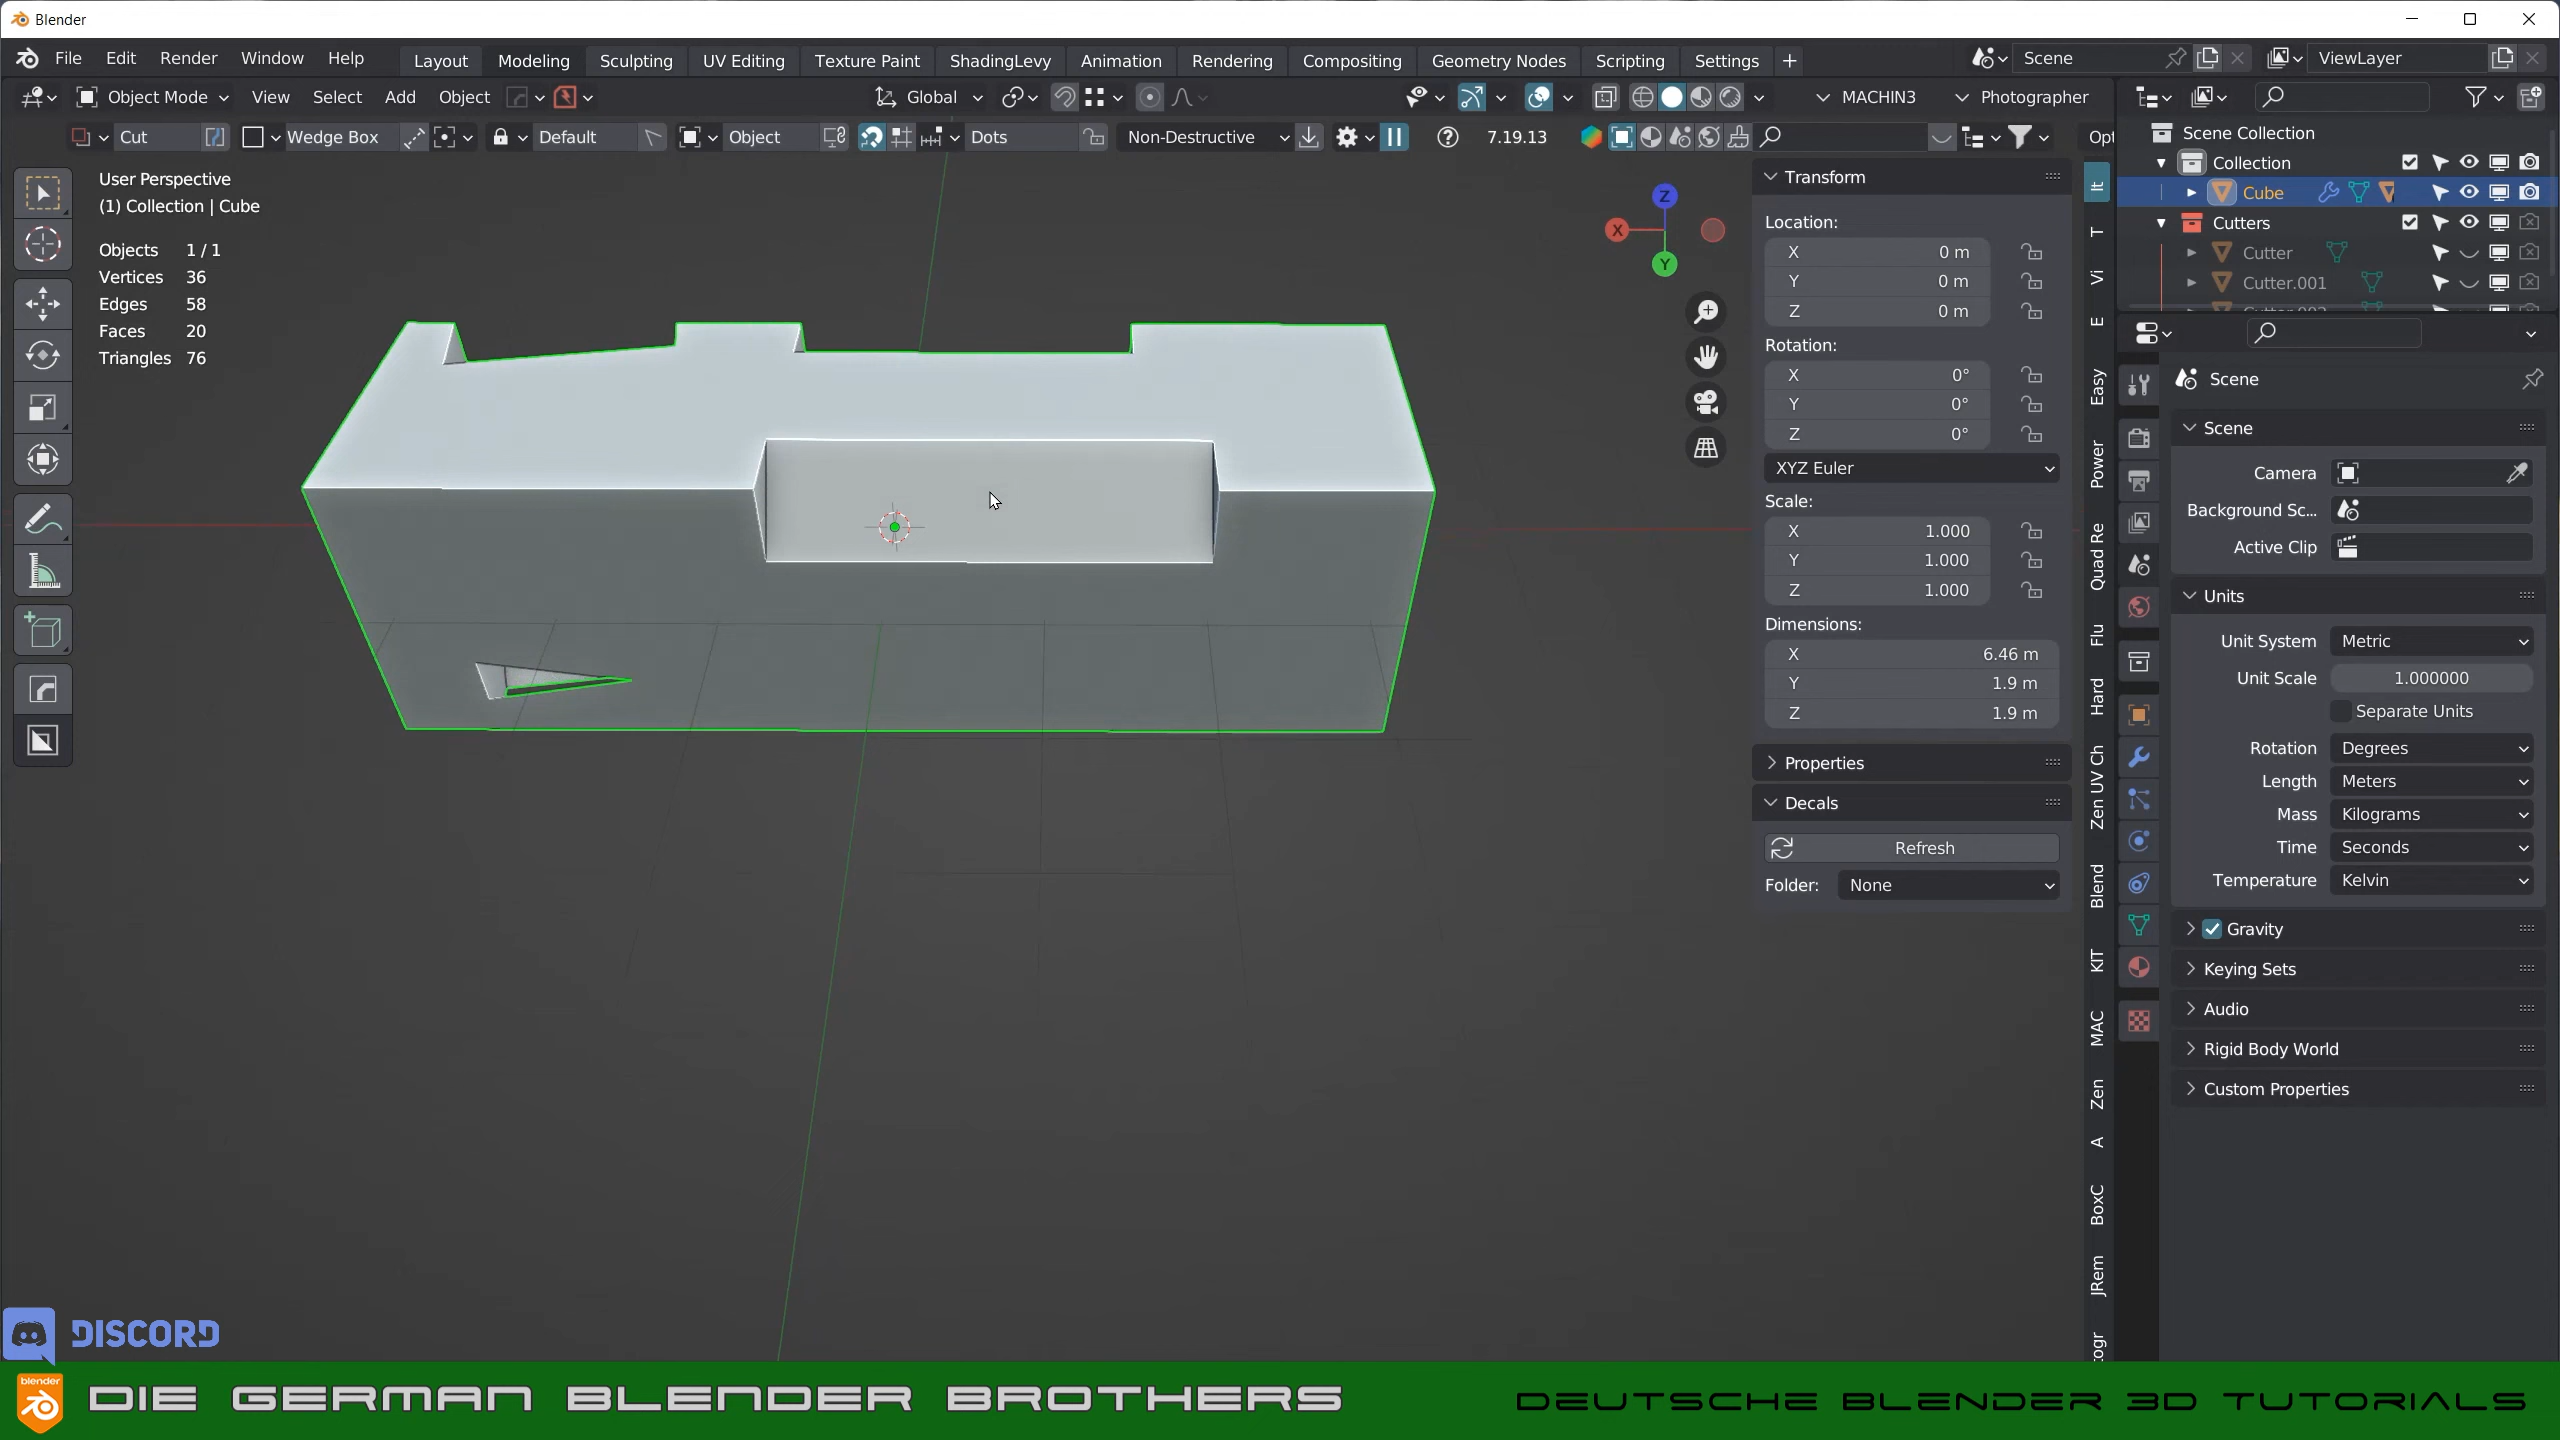 Blender
File Edit Render Window Help Layout Modeling Sculpting UV Editing Texture Paint ShadingLevy Animation Rendering Compositing Geometry Nodes Scripting Settings + Scene ViewLayer
Object Mode View Select Add Object Global MACHIN3 Photographer
Cut Wedge Box Default Object Dots Non-Destructive 7.19.13 Opt
User Perspective
(1) Collection | Cube
Objects 1 / 1
Vertices 36
Edges 58
Faces 20
Triangles 76
Z
X
Y
Transform
Location:
X 0 m
Y 0 m
Z 0 m
Rotation:
X 0°
Y 0°
Z 0°
XYZ Euler
Scale:
X 1.000
Y 1.000
Z 1.000
Dimensions:
X 6.46 m
Y 1.9 m
Z 1.9 m
Properties
Decals
Refresh
Folder: None
It
T
Vi
E
Easy
Power
Quad Re
Flu
Hard
Zen UV Ch
Blend
KIT
MAC
Zen
A
BoxC
JRem
ogr
Scene Collection
Collection
Cube
Cutters
Cutter
Cutter.001
Scene
Scene
Camera
Background Sc...
Active Clip
Units
Unit System Metric
Unit Scale 1.000000
Separate Units
Rotation Degrees
Length Meters
Mass Kilograms
Time Seconds
Temperature Kelvin
Gravity
Keying Sets
Audio
Rigid Body World
Custom Properties
DISCORD
blender
DIE GERMAN BLENDER BROTHERS DEUTSCHE BLENDER 3D TUTORIALS